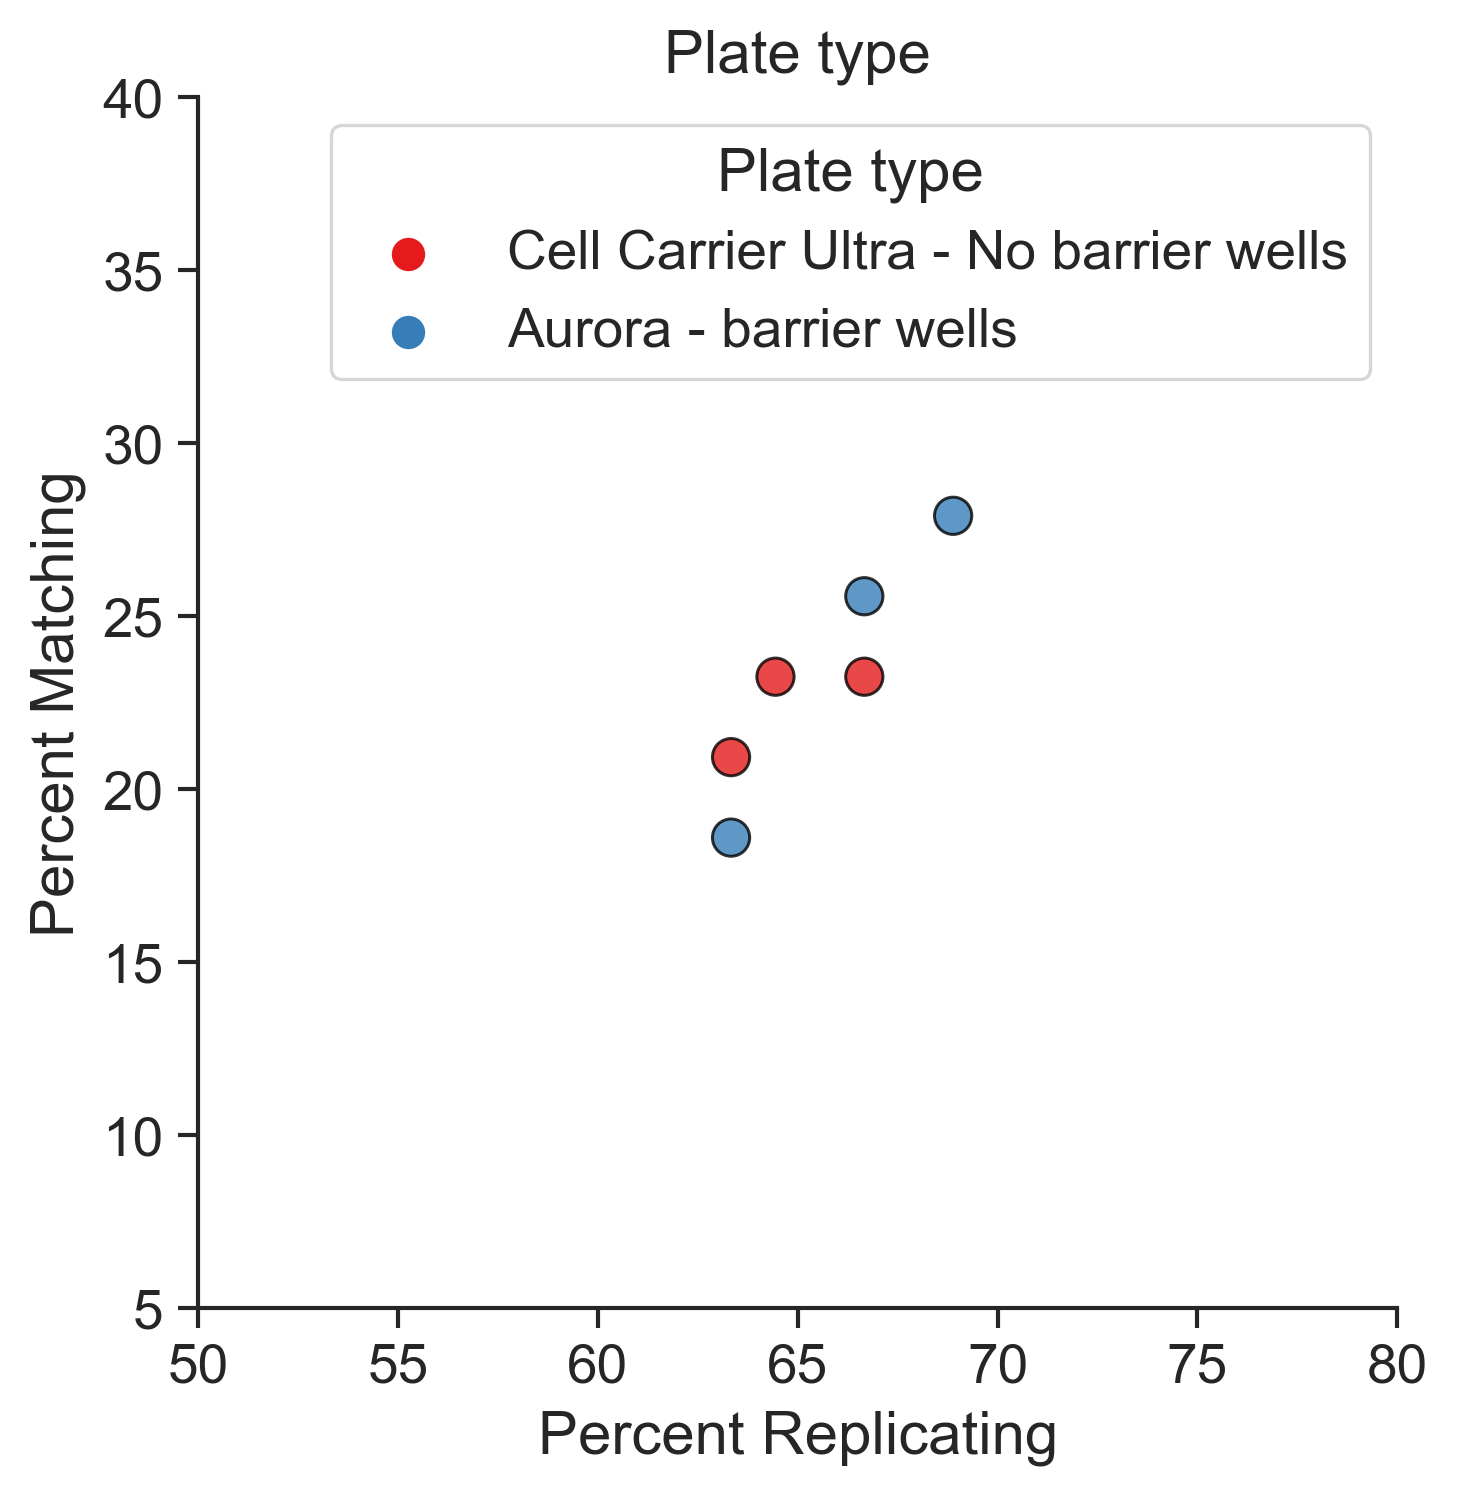 Plate type
40
Plate type
Cell Carrier Ultra - No barrier wells
Aurora - barrier wells
35
30
25
20
15
10
5
Percent Matching
50 55 60 65 70 75 80
Percent Replicating